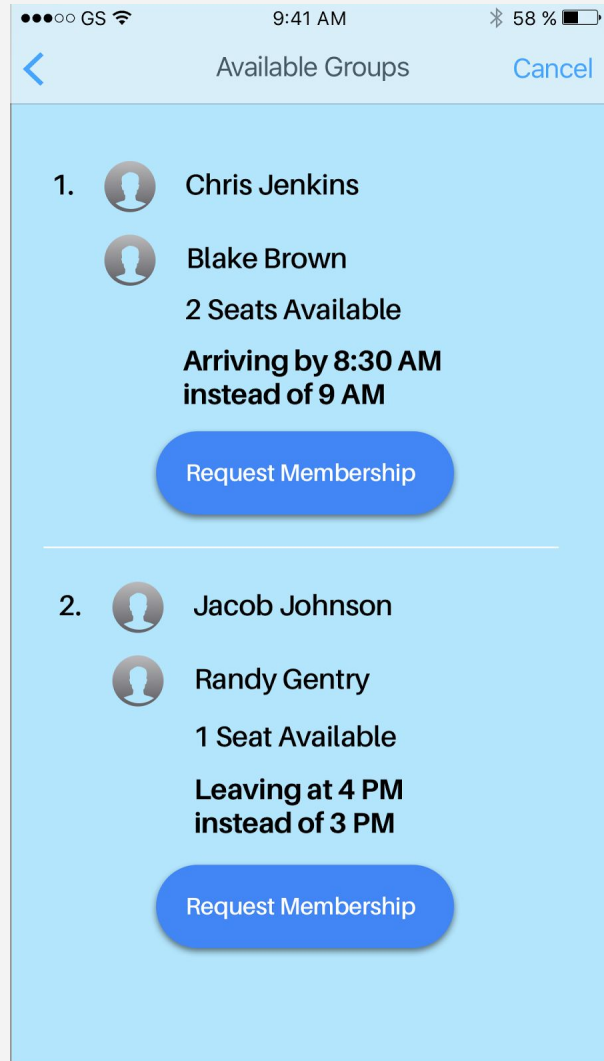 GS 9:41 AM 58 %
Available Groups Cancel
1. Chris Jenkins
Blake Brown
2 Seats Available
Arriving by 8:30 AM
instead of 9 AM
Request Membership
2. Jacob Johnson
Randy Gentry
1 Seat Available
Leaving at 4 PM
instead of 3 PM
Request Membership